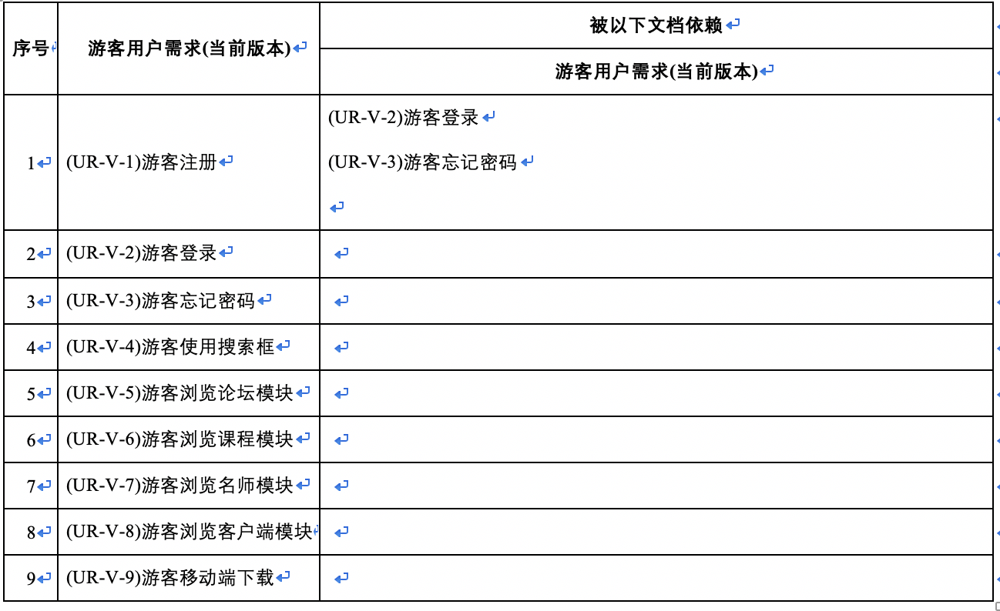 序号
游客用户需求(当前版本)
被以下文档依赖
游客用户需求(当前版本)
1
(UR-V-1)游客注册
(UR-V-2)游客登录
(UR-V-3)游客忘记密码
2
(UR-V-2)游客登录
3
(UR-V-3)游客忘记密码
4
(UR-V-4)游客使用搜索框
5
(UR-V-5)游客浏览论坛模块
6
(UR-V-6)游客浏览课程模块
7
(UR-V-7)游客浏览名师模块
8
(UR-V-8)游客浏览客户端模块
9
(UR-V-9)游客移动端下载